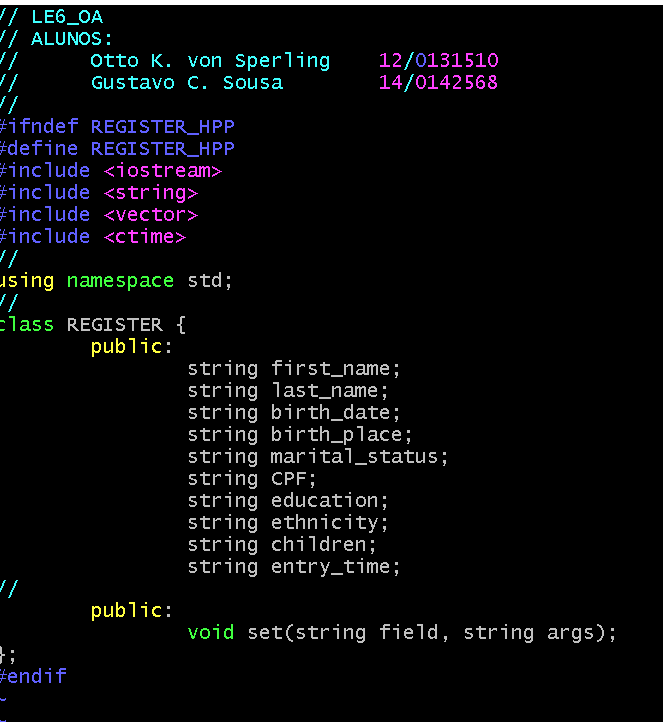 // LE6_OA
// ALUNOS:
//      Otto K. von Sperling    12/0131510
//      Gustavo C. Sousa        14/0142568
//
#ifndef REGISTER_HPP
#define REGISTER_HPP
#include <iostream>
#include <string>
#include <vector>
#include <ctime>
//
using namespace std;
//
class REGISTER {
        public:
                string first_name;
                string last_name;
                string birth_date;
                string birth_place;
                string marital_status;
                string CPF;
                string education;
                string ethnicity;
                string children;
                string entry_time;
//
        public:
                void set(string field, string args);
};
#endif
~
~